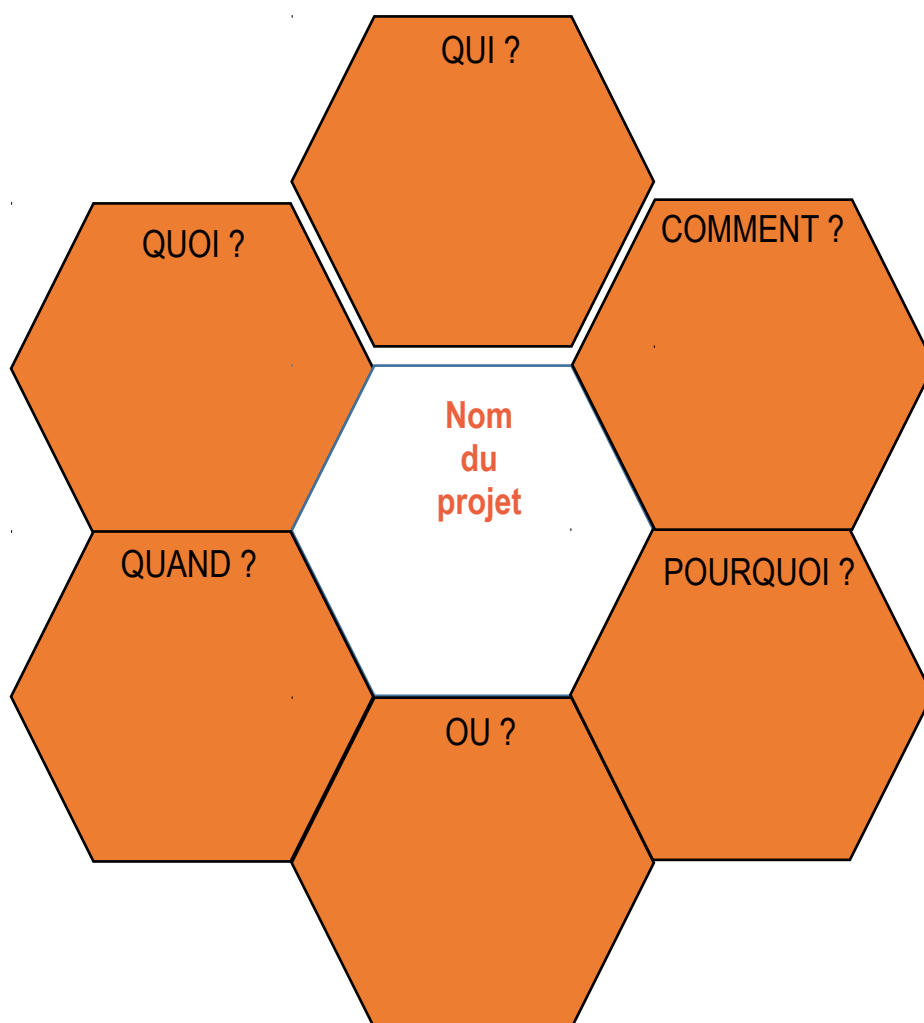 QUI ?
QUOI ?
COMMENT ?
Nom
du
projet
QUAND ?
POURQUOI ?
OU ?